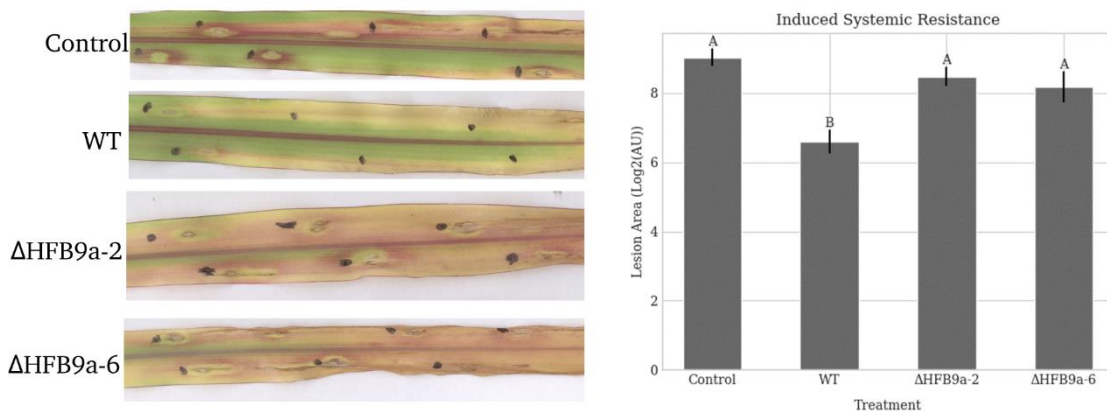 Control
WT
ΔHFB9a-2
ΔHFB9a-6
Induced Systemic Resistance
Lesion Area (Log2(AU))
8
6
4
2
0
A
B
A
A
Control
WT
ΔHFB9a-2
ΔHFB9a-6
Treatment